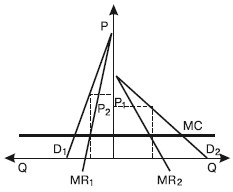 P
P₂ P₁ MC
D₁ D₂
Q Q
MR₁ MR₂